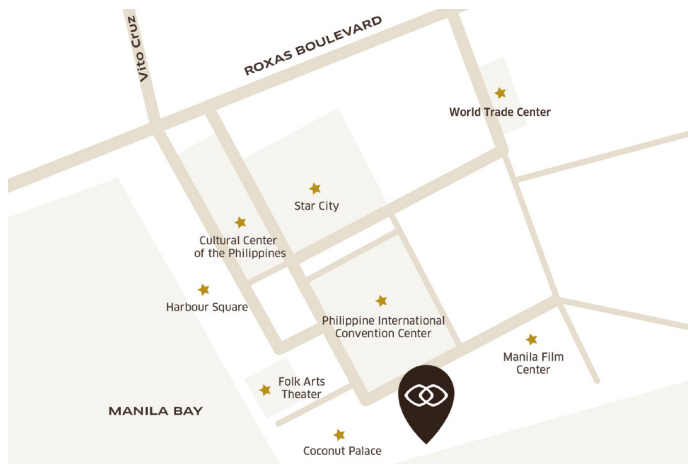 Vito Cruz
ROXAS BOULEVARD
World Trade Center
Star City
Cultural Center
of the Philippines
Harbour Square
Philippine International
Convention Center
Manila Film
Center
Folk Arts
Theater
MANILA BAY
Coconut Palace